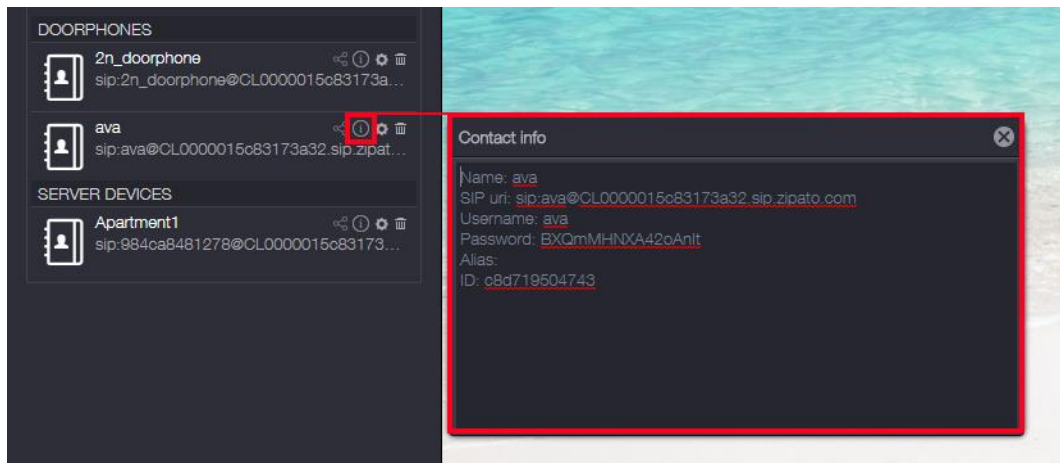 DOORPHONES
2n_doorphone
sip:2n_doorphone@CL0000015c83173a...
ava
sip:ava@CL0000015c83173a32.sip.zipat...
SERVER DEVICES
Apartment1
sip:984ca8481278@CL0000015c83173...
Contact info
Name: ava
SIP uri: sip:ava@CL0000015c83173a32.sip.zipato.com
Username: ava
Password: BXQmMHNXA42oAnIt
Alias:
ID: c8d719504743